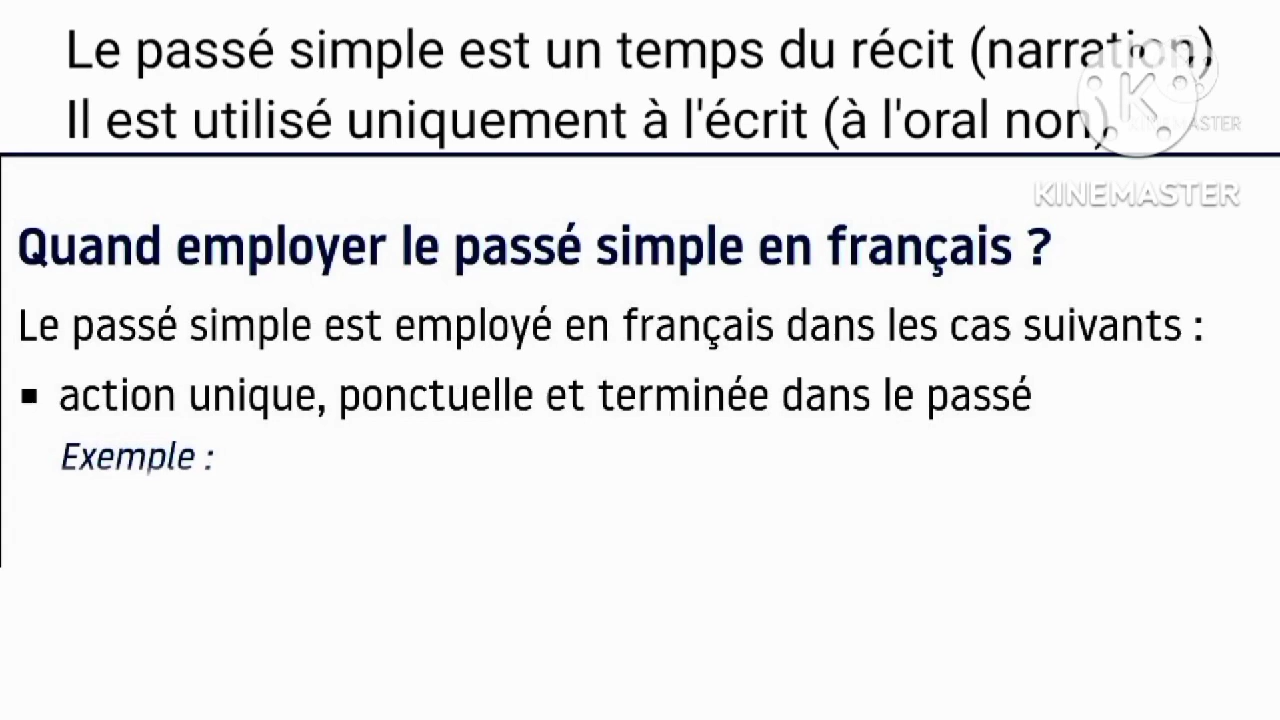 Le passé simple est un temps du récit (narration)
Il est utilisé uniquement à l'écrit (à l'oral non)
KINEMASTER
Quand employer le passé simple en français ?
Le passé simple est employé en français dans les cas suivants :
▪ action unique, ponctuelle et terminée dans le passé
Exemple :